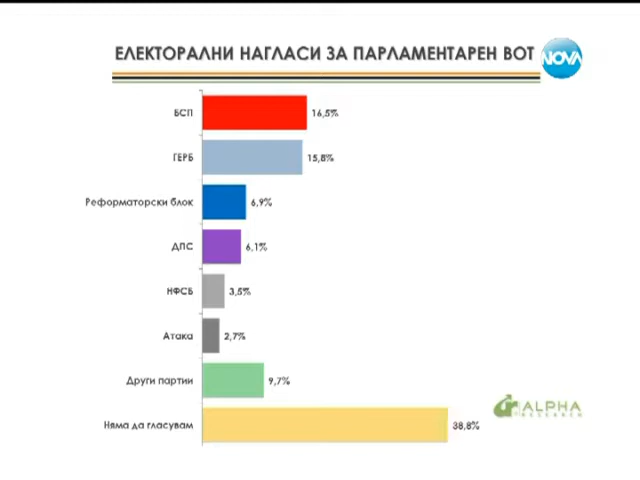 ЕЛЕКТОРАЛНИ НАГЛАСИ ЗА ПАРЛАМЕНТАРЕН ВОТ
NOVA
БСП 16,5%
ГЕРБ 15,8%
Реформаторски блок 6,9%
ДПС 6,1%
НФСБ 3,5%
Атака 2,7%
Други партии 9,7%
Няма да гласувам 38,8%
ALPHA
RESEARCH